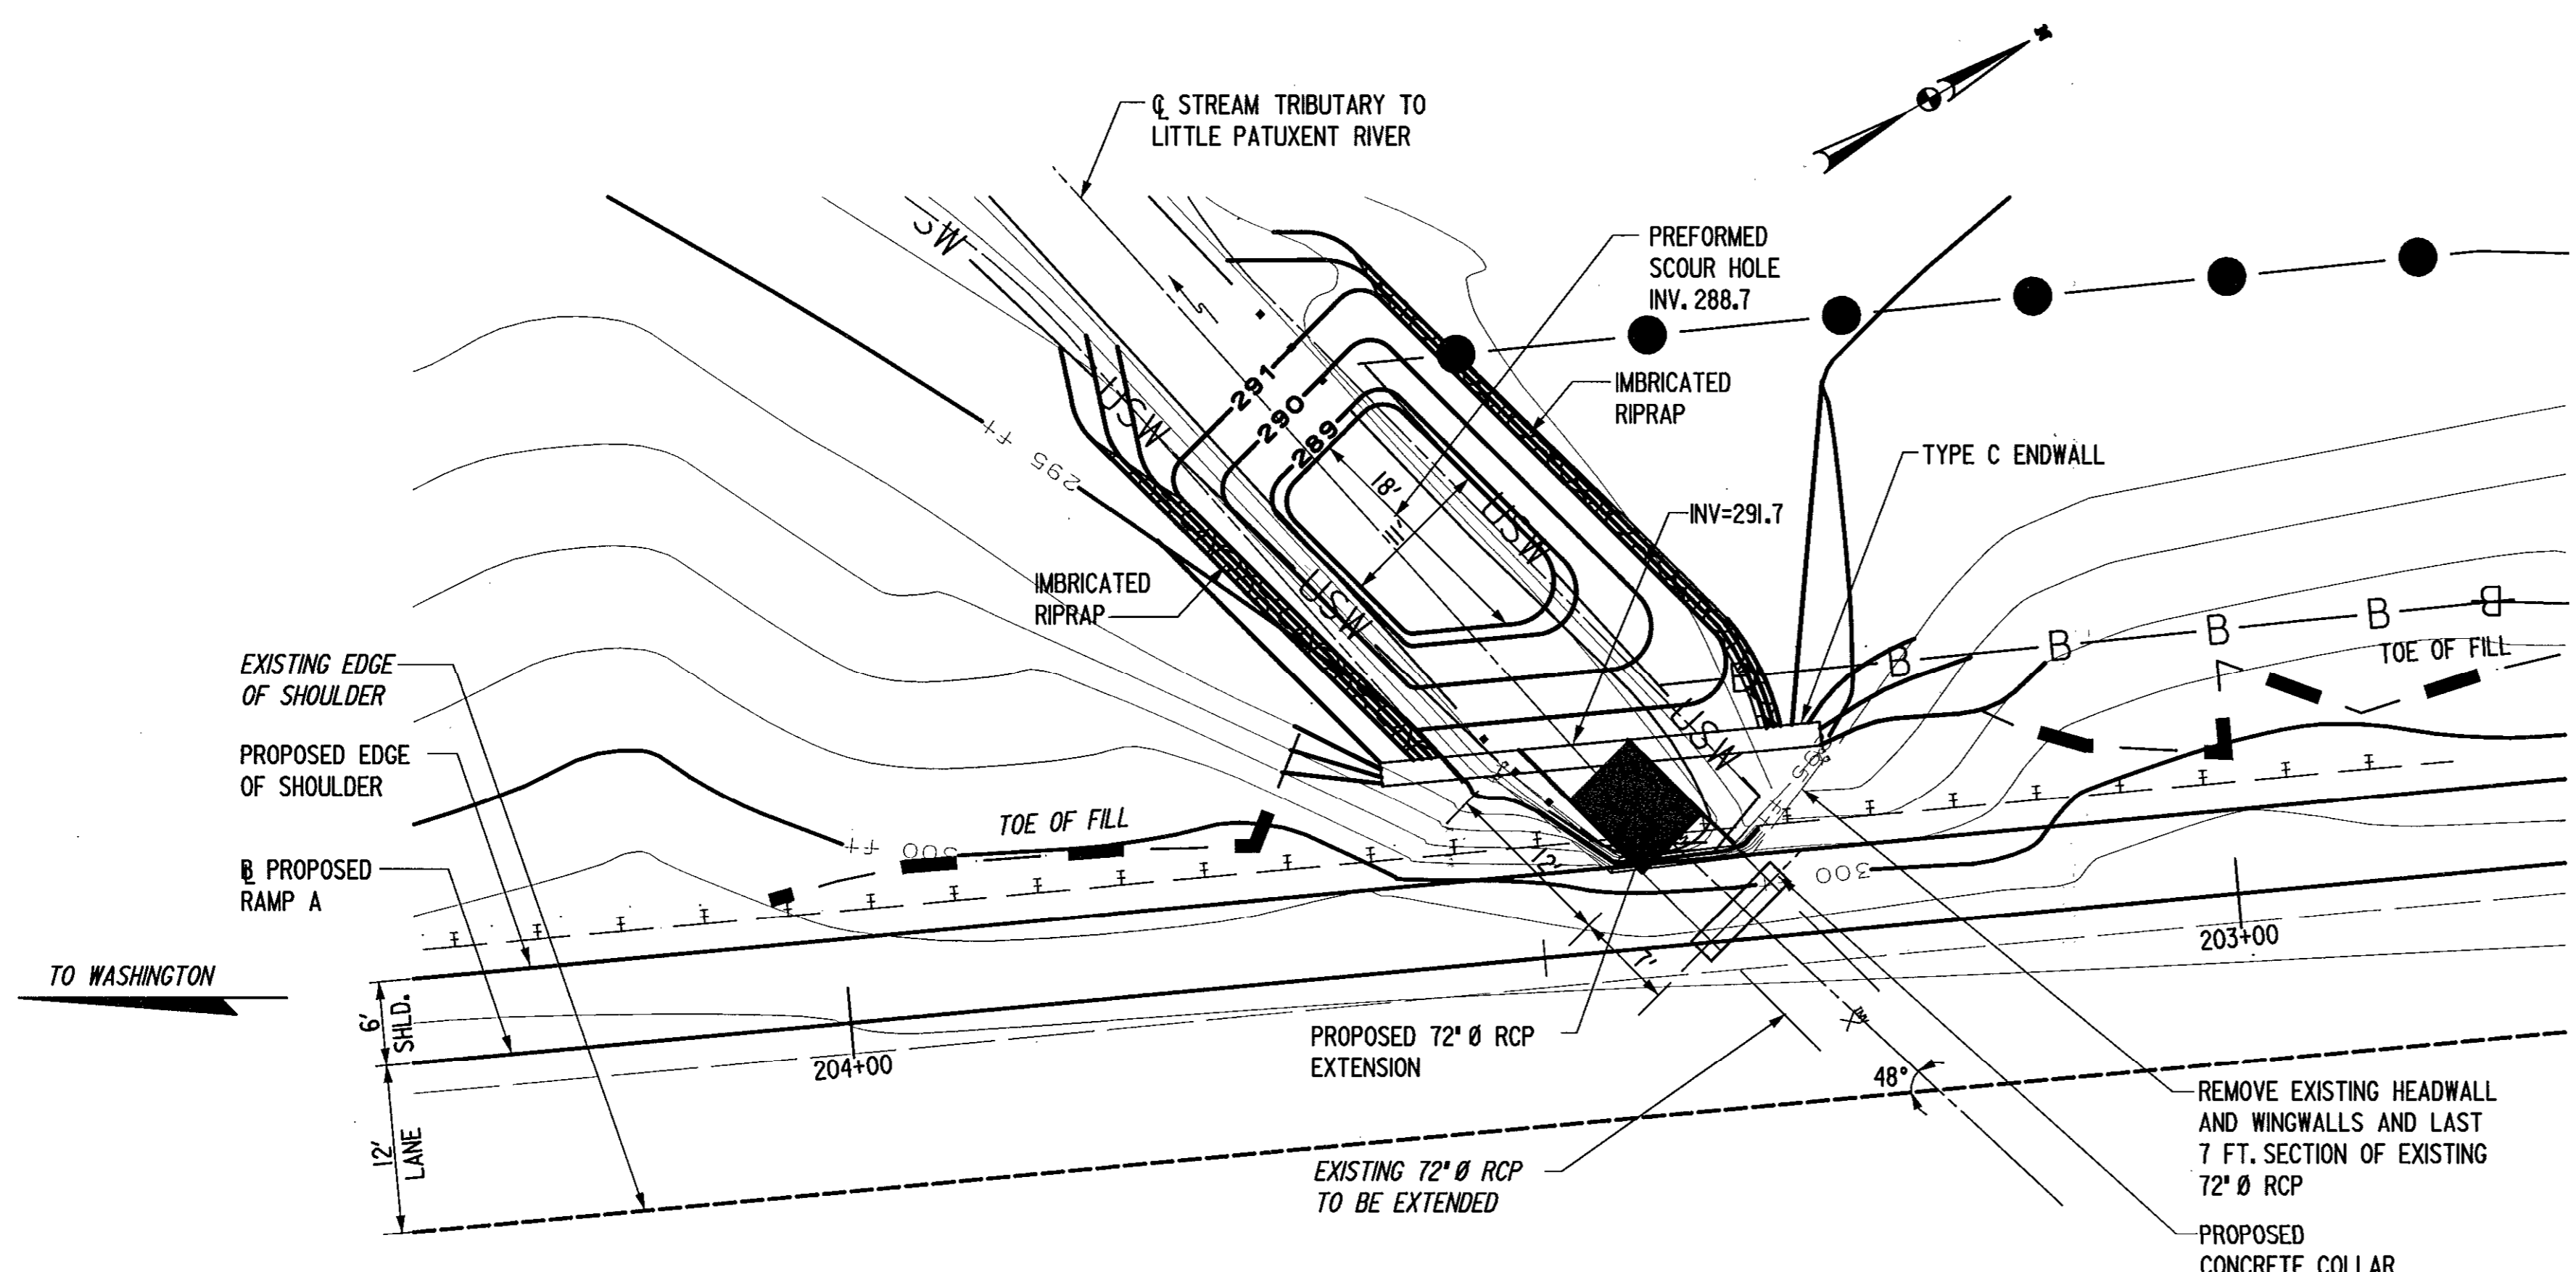 ℄ STREAM TRIBUTARY TO
LITTLE PATUXENT RIVER
PREFORMED
SCOUR HOLE
INV. 288.7
IMBRICATED
RIPRAP
TYPE C ENDWALL
INV=291.7
291
290
289
18'
11'
295 ft
IMBRICATED
RIPRAP
EXISTING EDGE
OF SHOULDER
PROPOSED EDGE
OF SHOULDER
TOE OF FILL
300 ft
B B B B B B
TOE OF FILL
℄ PROPOSED
RAMP A
300
12'
7'
203+00
TO WASHINGTON
6'
SHLD.
204+00
12'
LANE
PROPOSED 72" Ø RCP
EXTENSION
48°
EXISTING 72" Ø RCP
TO BE EXTENDED
REMOVE EXISTING HEADWALL
AND WINGWALLS AND LAST
7 FT. SECTION OF EXISTING
72" Ø RCP
PROPOSED
CONCRETE COLLAR